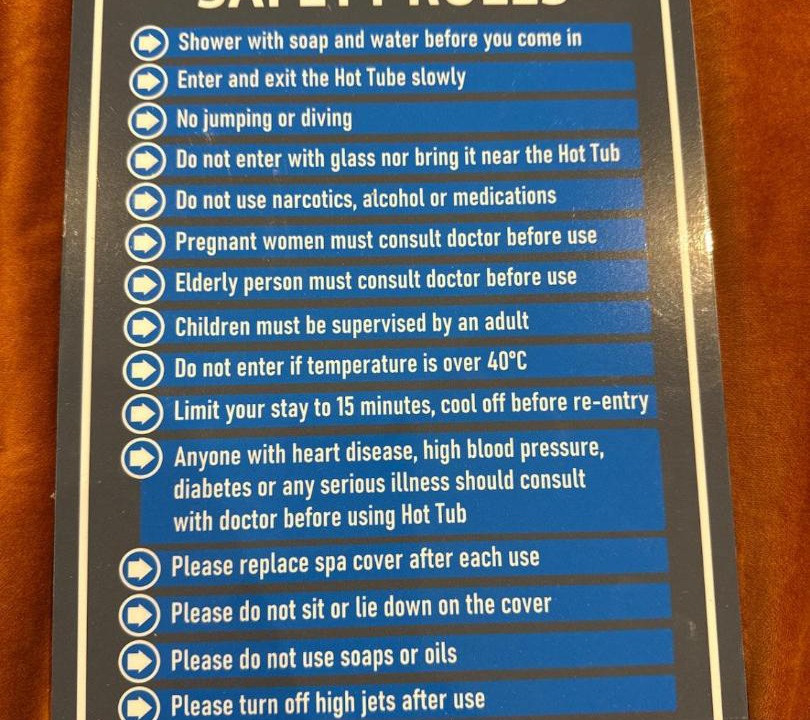 SAFETY RULES
Shower with soap and water before you come in
Enter and exit the Hot Tube slowly
No jumping or diving
Do not enter with glass nor bring it near the Hot Tub
Do not use narcotics, alcohol or medications
Pregnant women must consult doctor before use
Elderly person must consult doctor before use
Children must be supervised by an adult
Do not enter if temperature is over 40°C
Limit your stay to 15 minutes, cool off before re-entry
Anyone with heart disease, high blood pressure,
diabetes or any serious illness should consult
with doctor before using Hot Tub
Please replace spa cover after each use
Please do not sit or lie down on the cover
Please do not use soaps or oils
Please turn off high jets after use